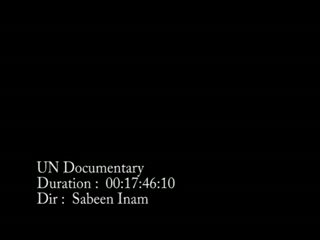 UN Documentary
Duration :  00:17:46:10
Dir :  Sabeen Inam